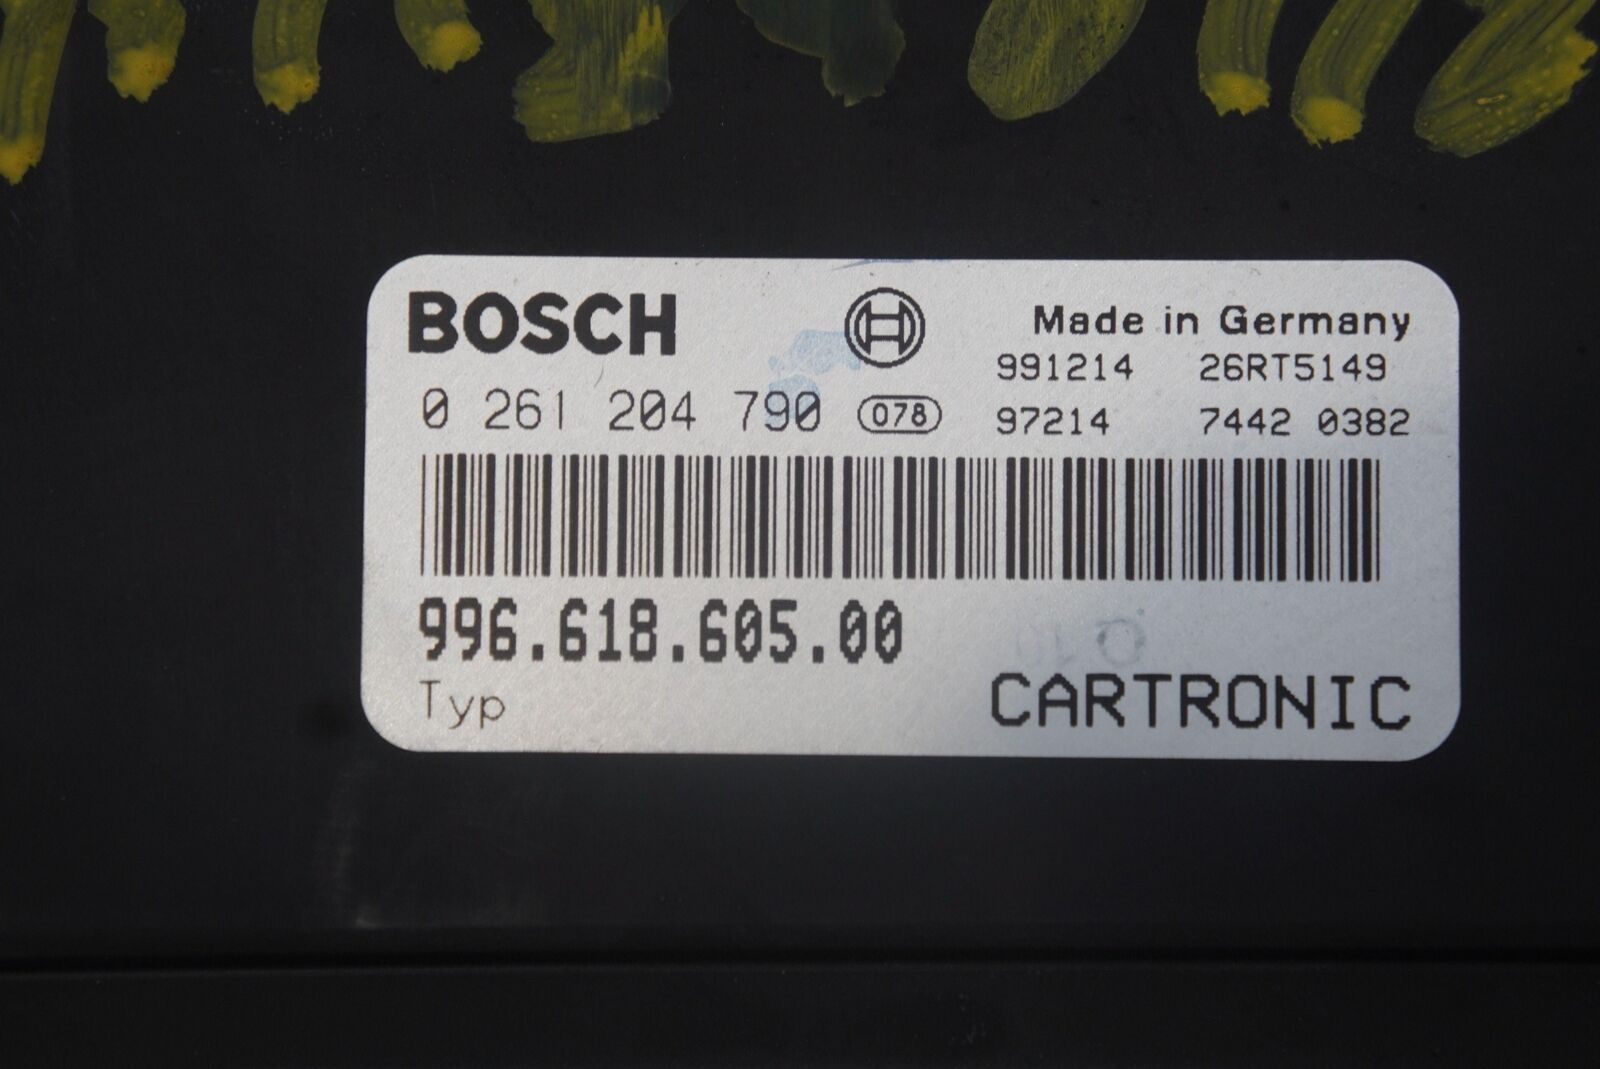 BOSCH
Made in Germany
991214 26RT5149
0 261 204 790 078
97214 7442 0382
996.618.605.00
Typ
CARTRONIC